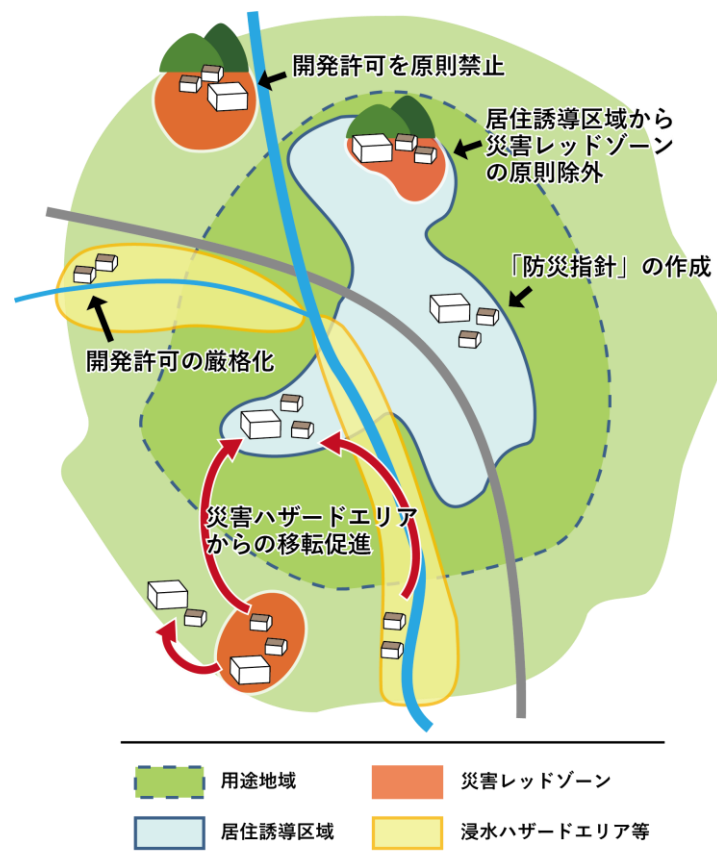 開発許可を原則禁止
居住誘導区域から
災害レッドゾーン
の原則除外
「防災指針」の作成
開発許可の厳格化
災害ハザードエリア
からの移転促進
用途地域
災害レッドゾーン
居住誘導区域
浸水ハザードエリア等